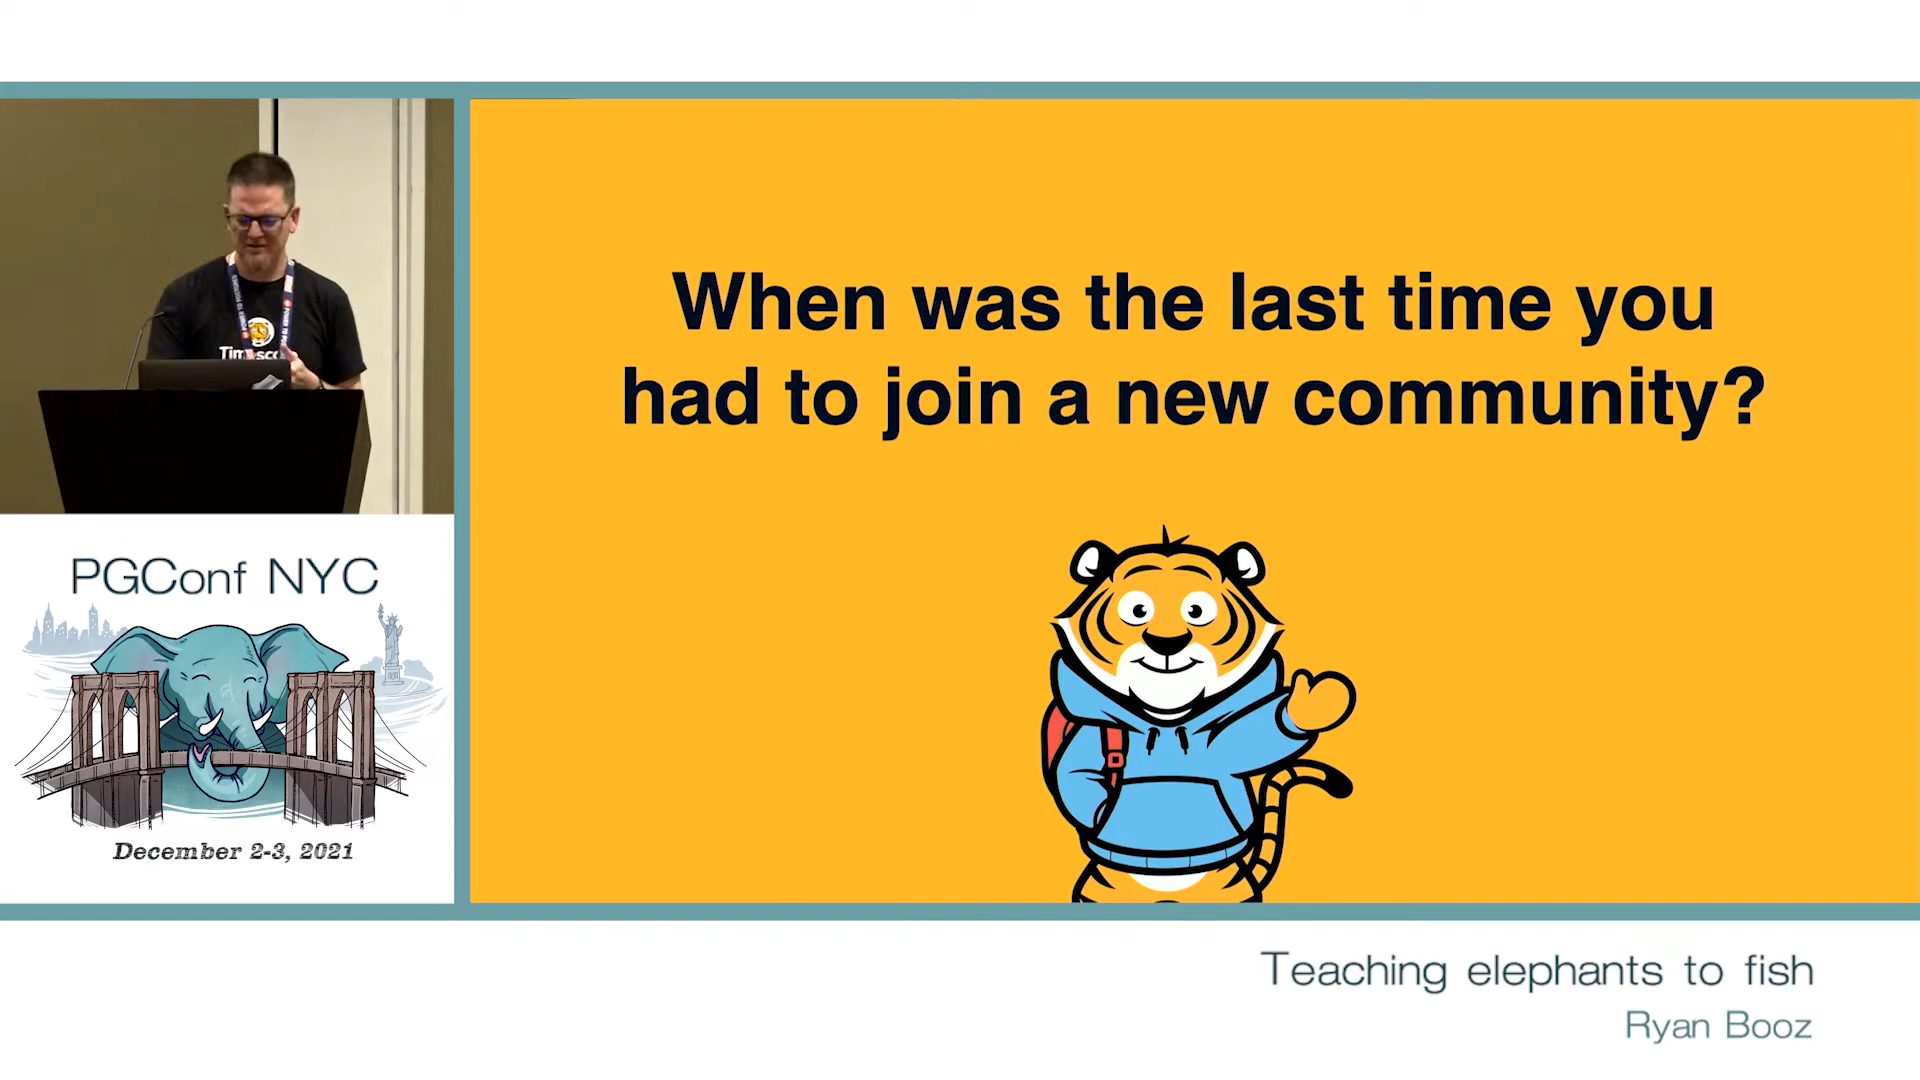 When was the last time you
had to join a new community?
PGConf NYC
December 2-3, 2021
Teaching elephants to fish
Ryan Booz